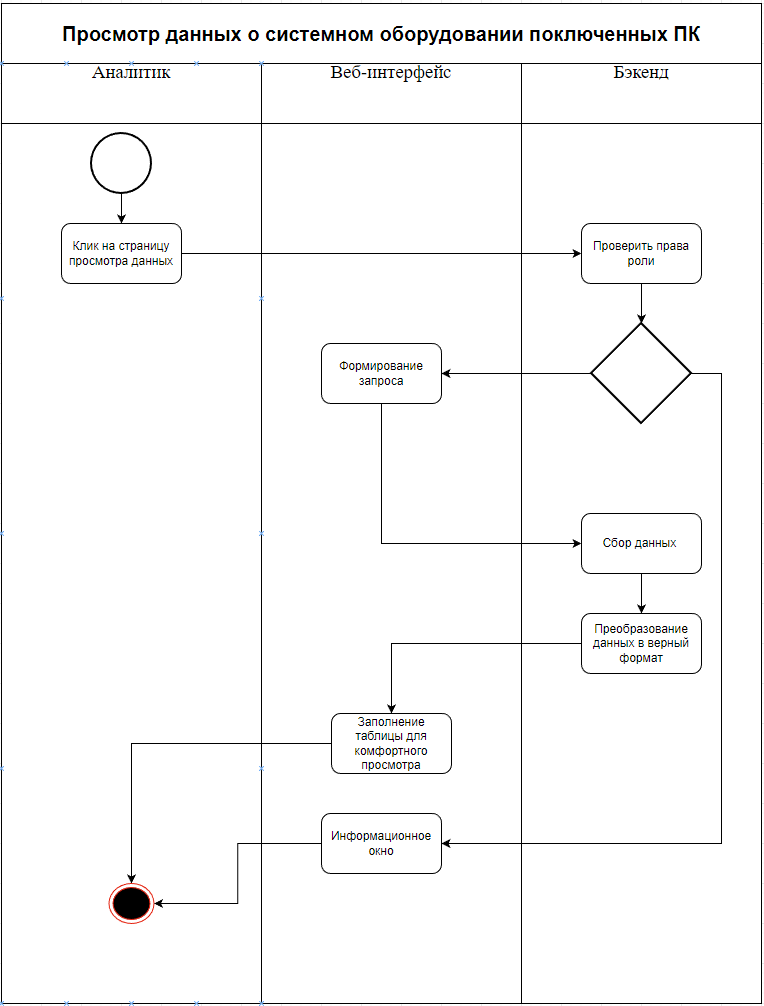 Просмотр данных о системном оборудовании поключенных ПК
Аналитик
Веб-интерфейс
Бэкенд
Клик на страницу
просмотра данных
Проверить права
роли
Формирование
запроса
Сбор данных
Преобразование
данных в верный
формат
Заполнение
таблицы для
комфортного
просмотра
Информационное
окно